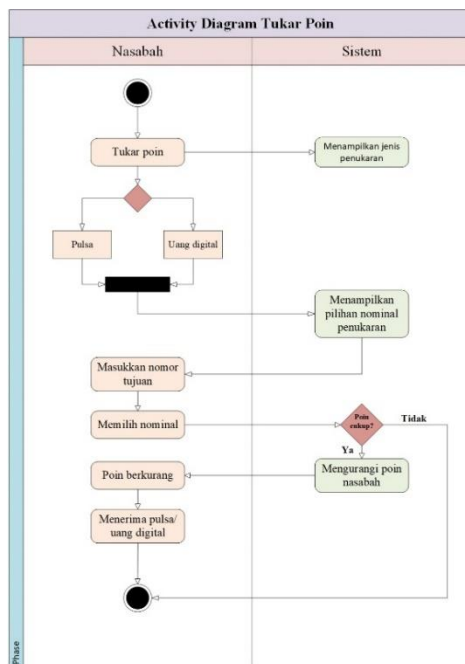 Activity Diagram Tukar Poin
Nasabah
Sistem
Tukar poin
Menampilkan jenis
penukaran
Pulsa
Uang digital
Menampilkan
pilihan nominal
penukaran
Masukkan nomor
tujuan
Memilih nominal
Poin
cukup?
Tidak
Ya
Poin berkurang
Mengurangi poin
nasabah
Menerima pulsa/
uang digital
Phase